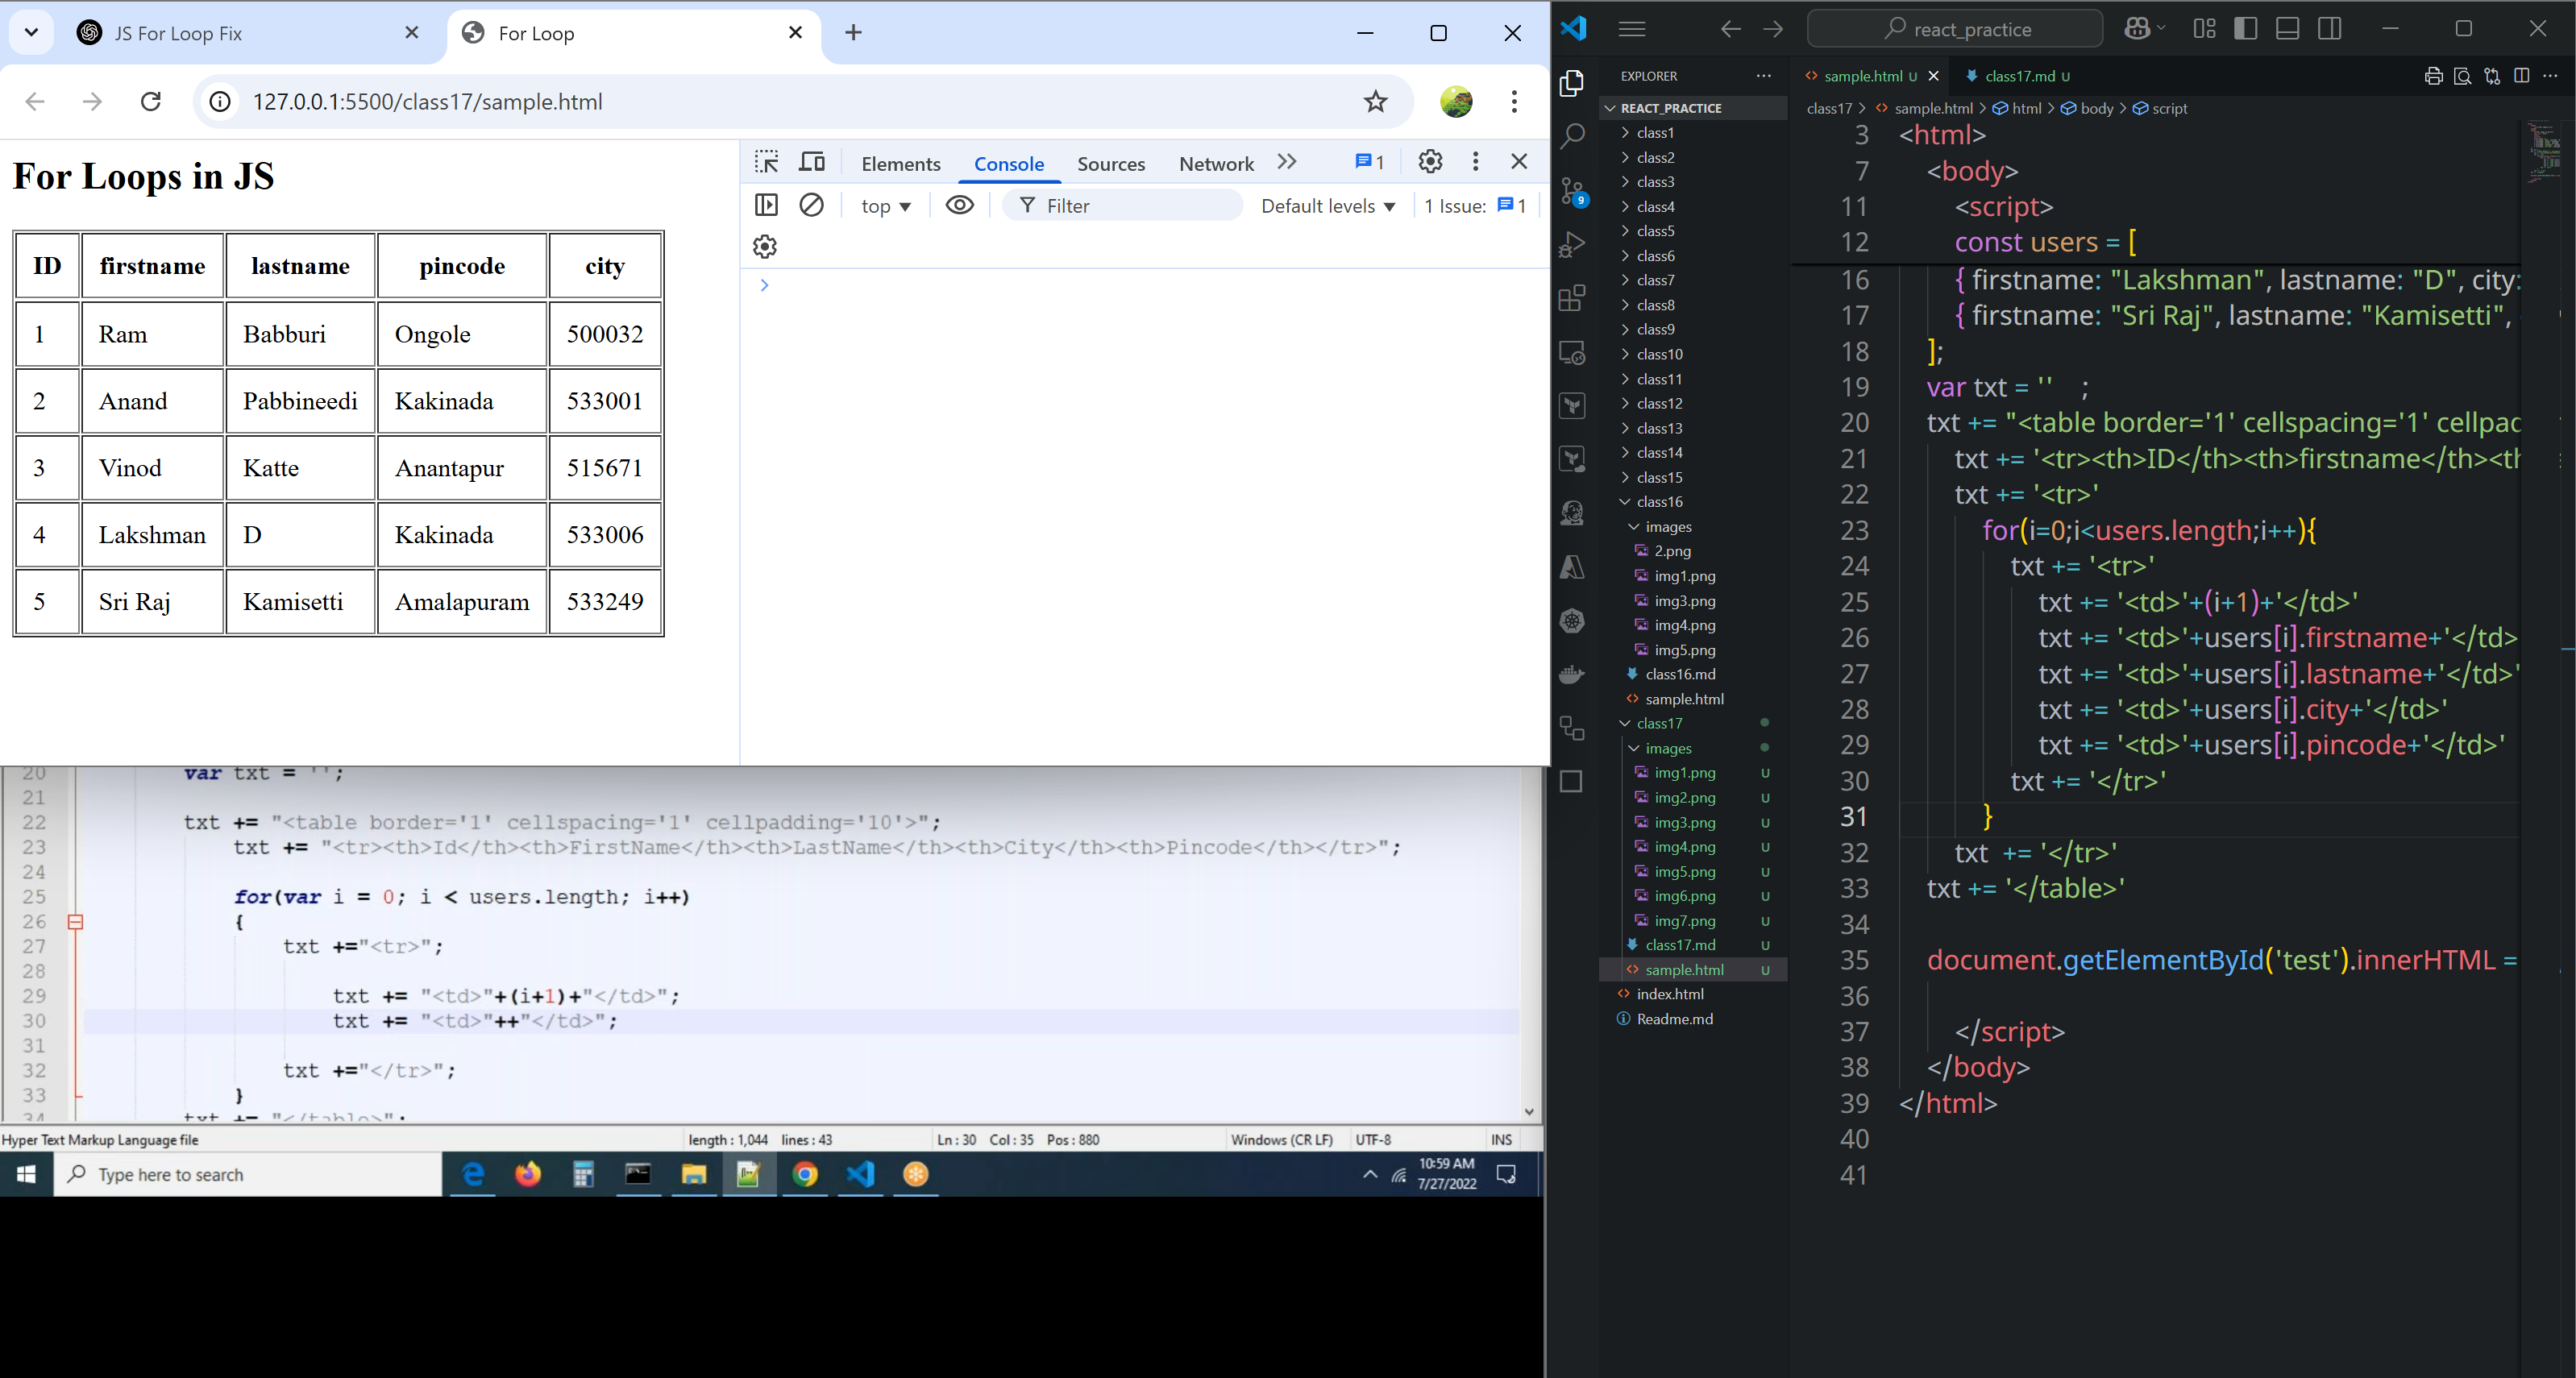 JS For Loop Fix
For Loop
127.0.0.1:5500/class17/sample.html
For Loops in JS
ID firstname lastname pincode city
1 Ram Babburi Ongole 500032
2 Anand Pabbineedi Kakinada 533001
3 Vinod Katte Anantapur 515671
4 Lakshman D Kakinada 533006
5 Sri Raj Kamisetti Amalapuram 533249
Elements Console Sources Network 1
top Filter Default levels 1 Issue: 1
20 var txt = '';
21
22 txt += "<table border='1' cellspacing='1' cellpadding='10'>";
23 txt += "<tr><th>Id</th><th>FirstName</th><th>LastName</th><th>City</th><th>Pincode</th></tr>";
24
25 for(var i = 0; i < users.length; i++)
26 {
27 txt +="<tr>";
28
29 txt += "<td>"+(i+1)+"</td>";
30 txt += "<td>"++"</td>";
31
32 txt +="</tr>";
33 }
34 txt += "</table>";
Hyper Text Markup Language file length : 1,044 lines : 43 Ln : 30 Col : 35 Pos : 880 Windows (CR LF) UTF-8 INS
Type here to search
10:59 AM
7/27/2022
react_practice
EXPLORER
REACT_PRACTICE
class1
class2
class3
class4
class5
class6
class7
class8
class9
class10
class11
class12
class13
class14
class15
class16
images
2.png
img1.png
img3.png
img4.png
img5.png
class16.md
sample.html
class17
images
img1.png U
img2.png U
img3.png U
img4.png U
img5.png U
img6.png U
img7.png U
class17.md U
sample.html U
index.html
Readme.md
9
sample.html U class17.md U
class17 > sample.html > html > body > script
3 <html>
7 <body>
11 <script>
12 const users = [
16 { firstname: "Lakshman", lastname: "D", city:
17 { firstname: "Sri Raj", lastname: "Kamisetti",
18 ];
19 var txt = '' ;
20 txt += "<table border='1' cellspacing='1' cellpad
21 txt += '<tr><th>ID</th><th>firstname</th><th
22 txt += '<tr>'
23 for(i=0;i<users.length;i++){
24 txt += '<tr>'
25 txt += '<td>'+(i+1)+'</td>'
26 txt += '<td>'+users[i].firstname+'</td>
27 txt += '<td>'+users[i].lastname+'</td>'
28 txt += '<td>'+users[i].city+'</td>'
29 txt += '<td>'+users[i].pincode+'</td>'
30 txt += '</tr>'
31 }
32 txt += '</tr>'
33 txt += '</table>'
34
35 document.getElementById('test').innerHTML =
36
37 </script>
38 </body>
39 </html>
40
41